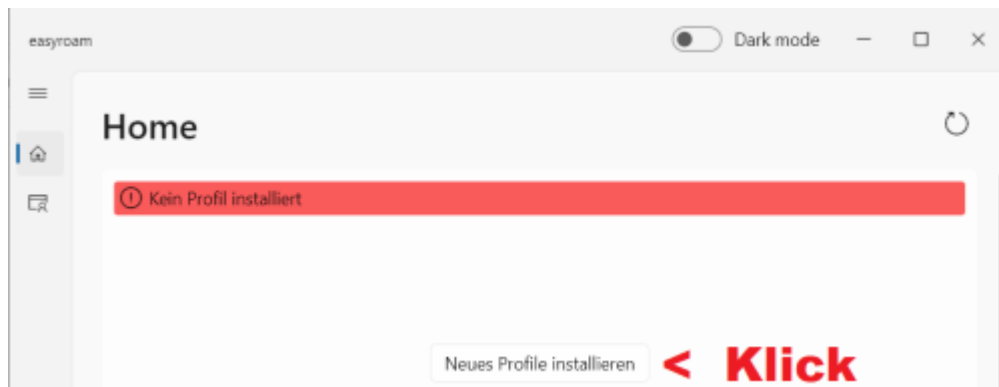 easyroam Dark mode
Home
Kein Profil installiert
Neues Profile installieren < Klick